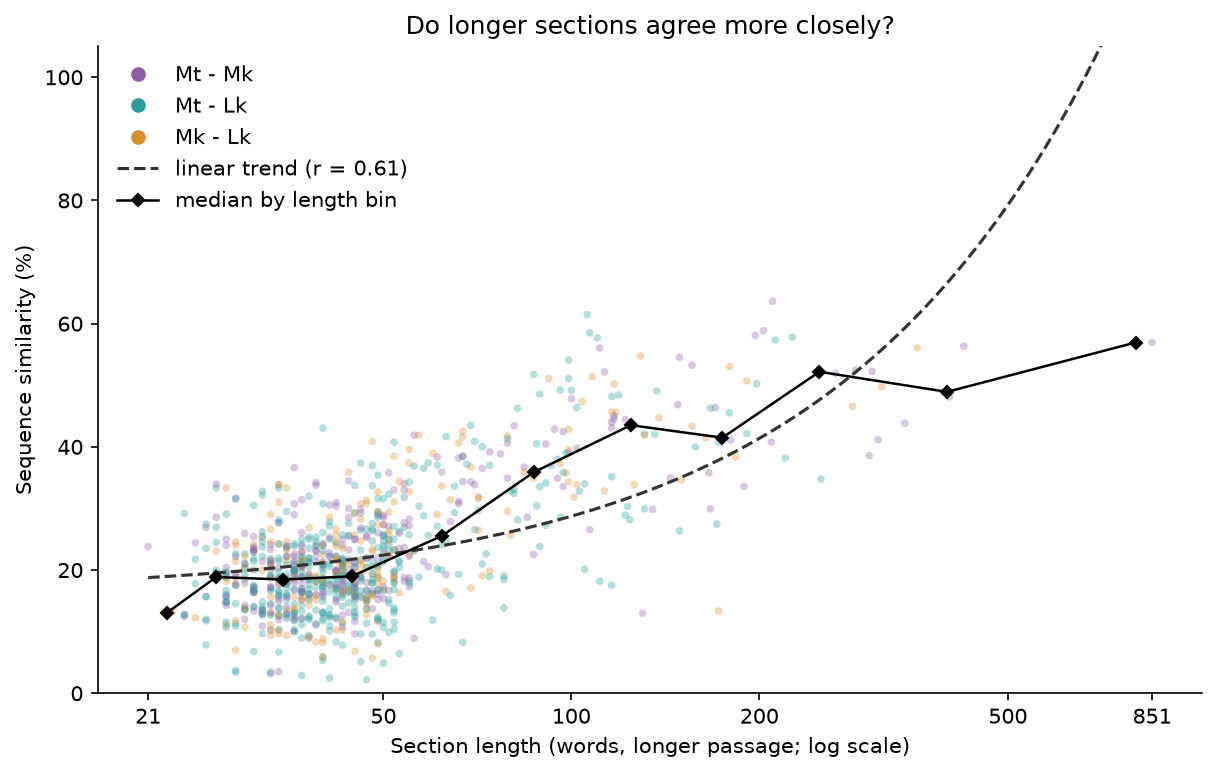 Do longer sections agree more closely?
Mt - Mk
Mt - Lk
Mk - Lk
linear trend (r = 0.61)
median by length bin
Sequence similarity (%)
100
80
60
40
20
0
21
50
100
200
500
851
Section length (words, longer passage; log scale)